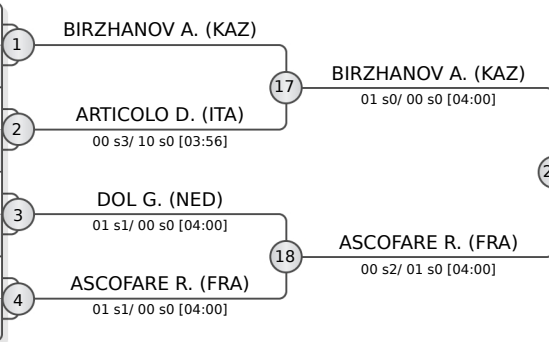 BIRZHANOV A. (KAZ)
1
17
BIRZHANOV A. (KAZ)
01 s0/ 00 s0 [04:00]
ARTICOLO D. (ITA)
2
00 s3/ 10 s0 [03:56]
DOL G. (NED)
3
01 s1/ 00 s0 [04:00]
18
ASCOFARE R. (FRA)
00 s2/ 01 s0 [04:00]
ASCOFARE R. (FRA)
4
01 s1/ 00 s0 [04:00]